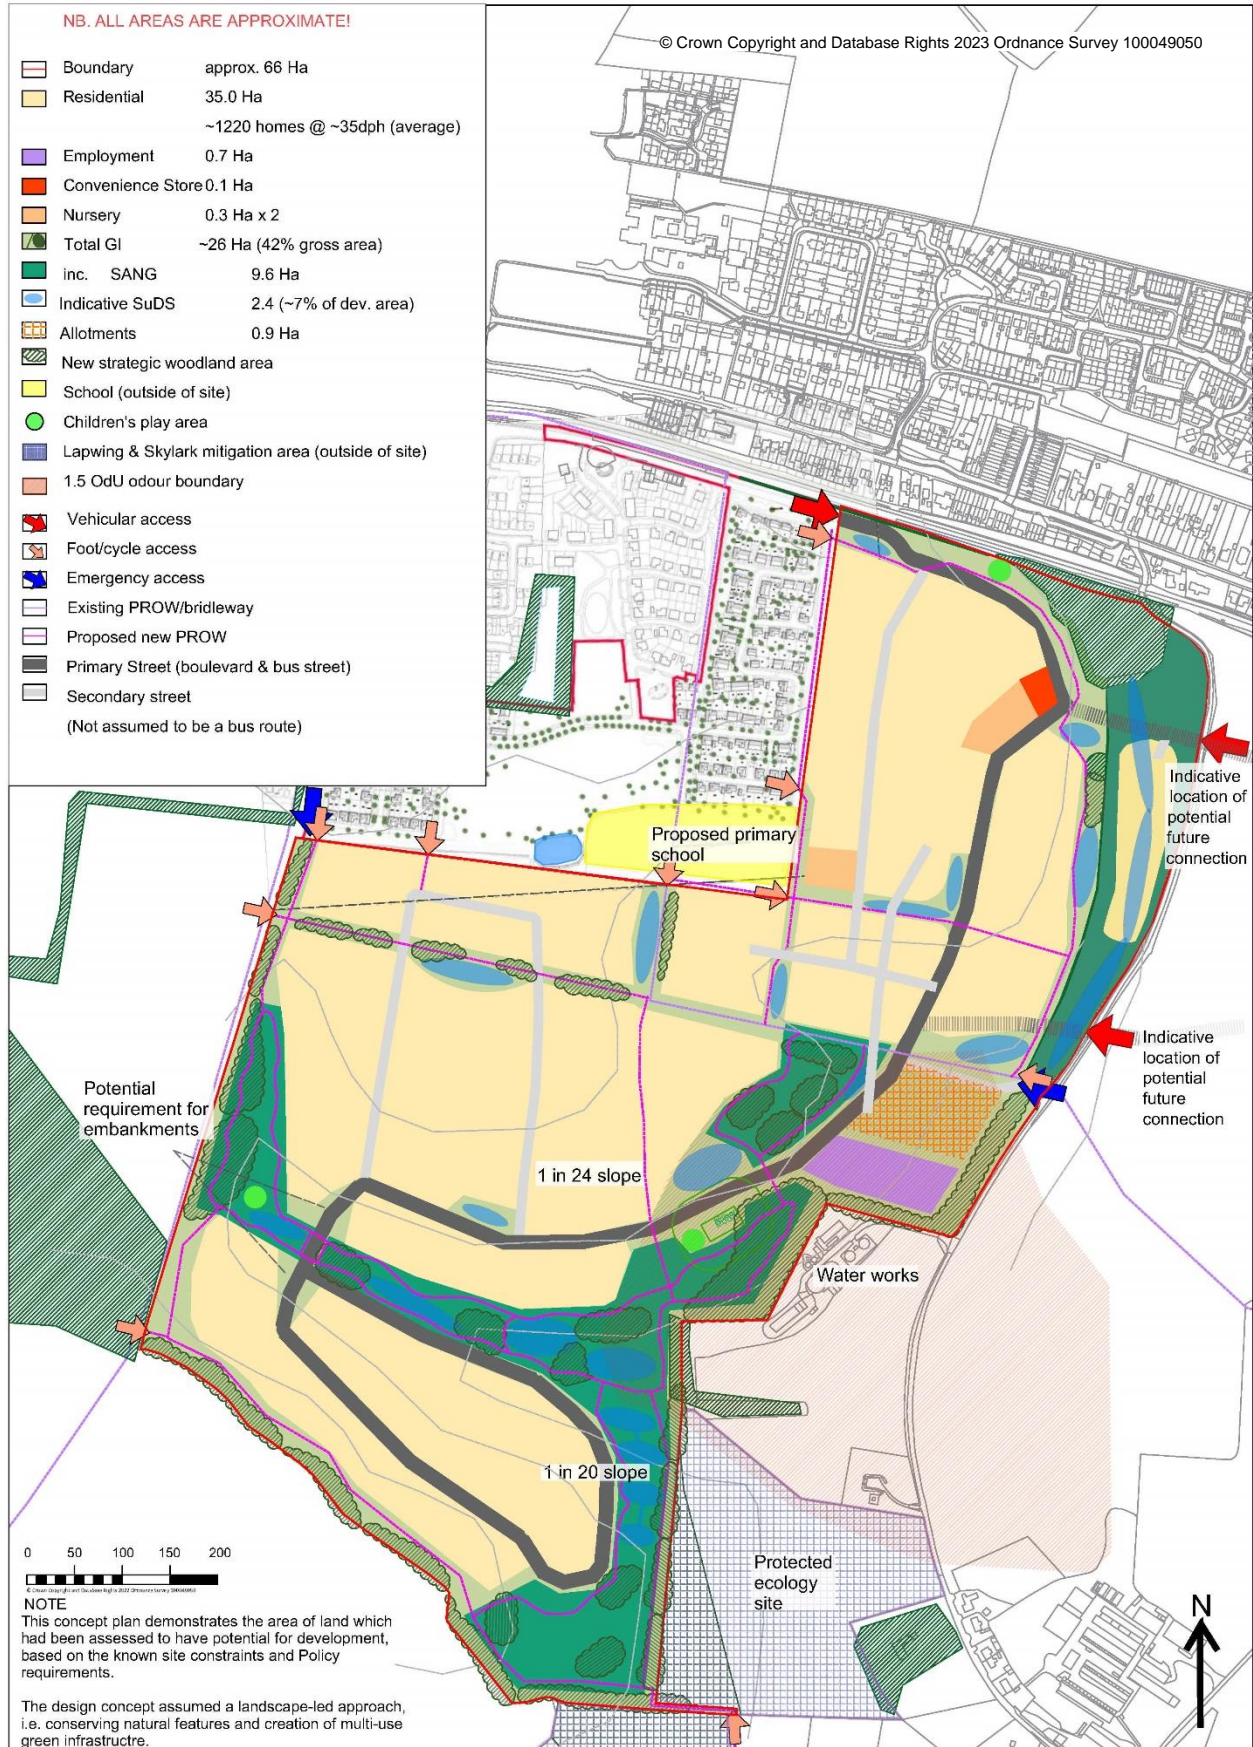 NB. ALL AREAS ARE APPROXIMATE!
© Crown Copyright and Database Rights 2023 Ordnance Survey 100049050
Boundary approx. 66 Ha
Residential 35.0 Ha
~1220 homes @ ~35dph (average)
Employment 0.7 Ha
Convenience Store 0.1 Ha
Nursery 0.3 Ha x 2
Total GI ~26 Ha (42% gross area)
inc. SANG 9.6 Ha
Indicative SuDS 2.4 (~7% of dev. area)
Allotments 0.9 Ha
New strategic woodland area
School (outside of site)
Children's play area
Lapwing & Skylark mitigation area (outside of site)
1.5 OdU odour boundary
Vehicular access
Foot/cycle access
Emergency access
Existing PROW/bridleway
Proposed new PROW
Primary Street (boulevard & bus street)
Secondary street
(Not assumed to be a bus route)
Indicative
location of
potential
future
connection
Proposed primary
school
Indicative
location of
potential
future
connection
Potential
requirement for
embankments
1 in 24 slope
Water works
1 in 20 slope
Protected
ecology
site
0 50 100 150 200
© Crown Copyright and Database Rights 2022 Ordnance Survey 100049050
NOTE
This concept plan demonstrates the area of land which
had been assessed to have potential for development,
based on the known site constraints and Policy
requirements.
The design concept assumed a landscape-led approach,
i.e. conserving natural features and creation of multi-use
green infrastructre.
N